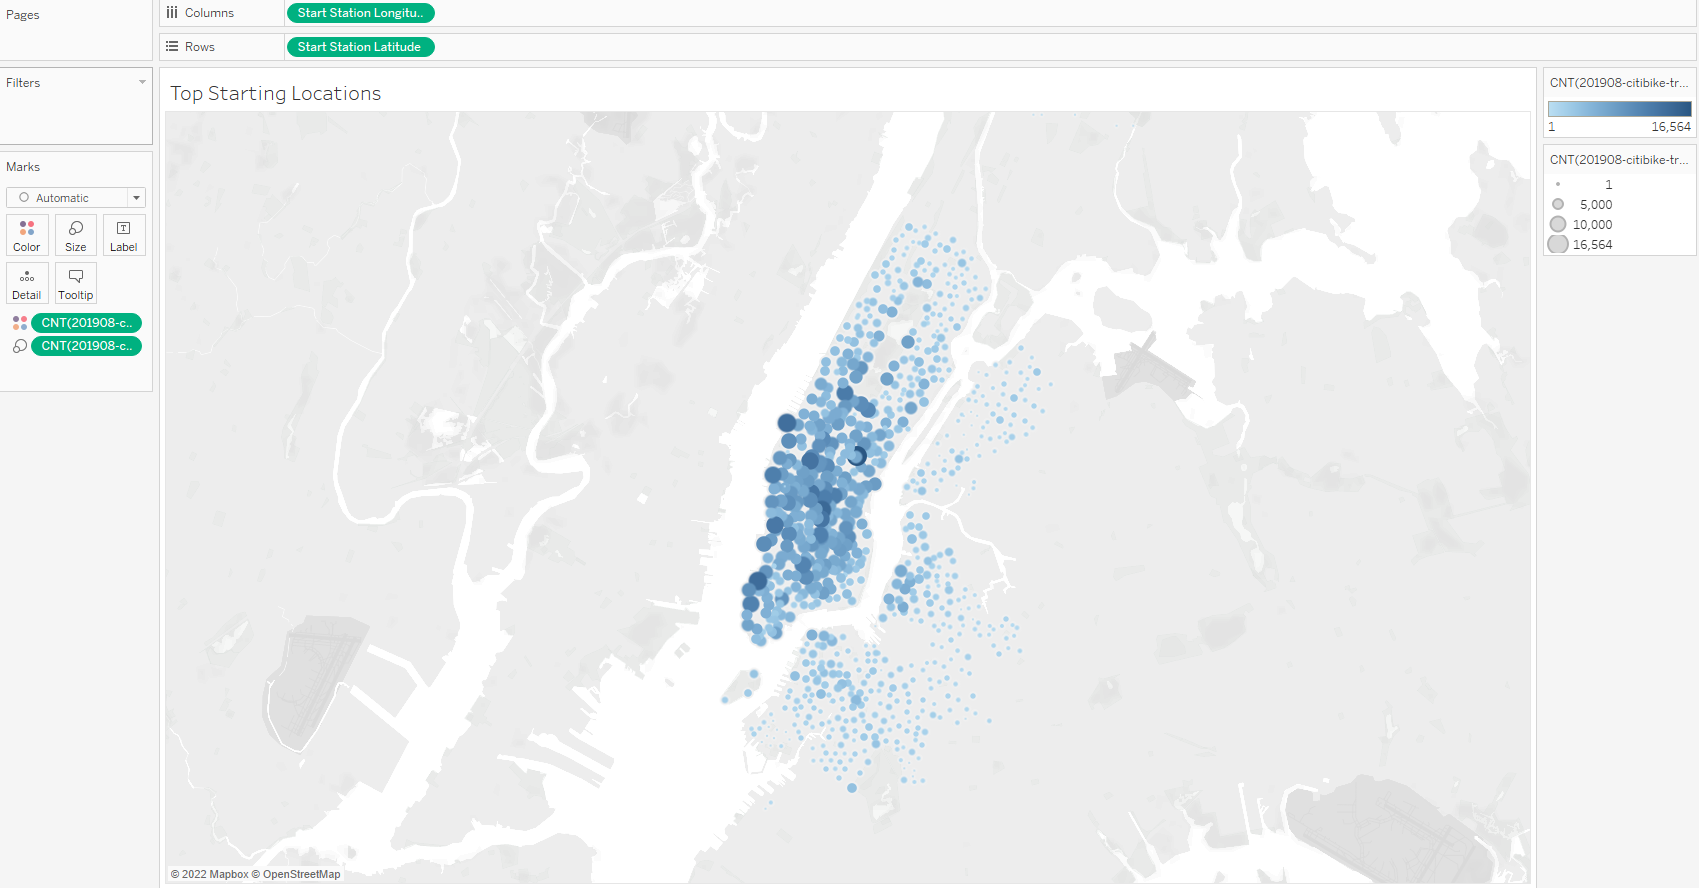 Pages
Columns
Start Station Longitu..
Rows
Start Station Latitude
Filters
Marks
Automatic
Color
Size
Label
Detail
Tooltip
CNT(201908-c..
CNT(201908-c..
Top Starting Locations
© 2022 Mapbox © OpenStreetMap
CNT(201908-citibike-tr...
1 16,564
CNT(201908-citibike-tr...
1
5,000
10,000
16,564